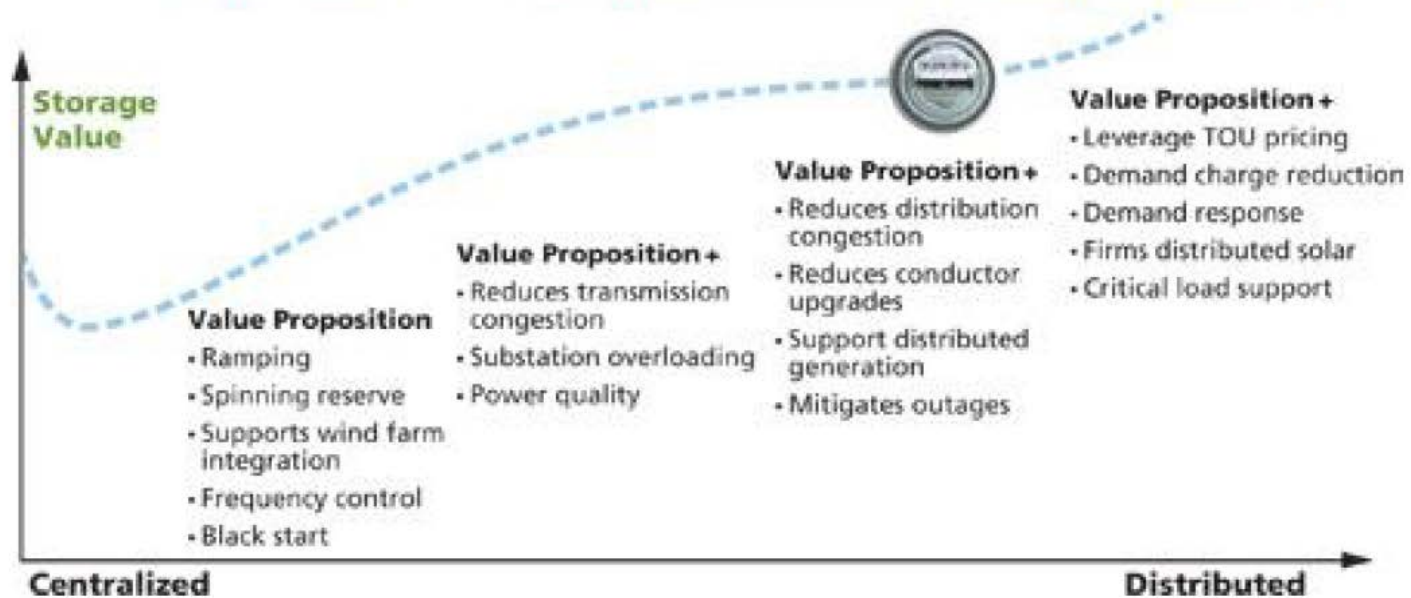 Storage
Value
Value Proposition
• Ramping
• Spinning reserve
• Supports wind farm
integration
• Frequency control
• Black start
Value Proposition+
• Reduces transmission
congestion
• Substation overloading
• Power quality
Value Proposition+
• Reduces distribution
congestion
• Reduces conductor
upgrades
• Support distributed
generation
• Mitigates outages
Value Proposition+
• Leverage TOU pricing
• Demand charge reduction
• Demand response
• Firms distributed solar
• Critical load support
Centralized
Distributed